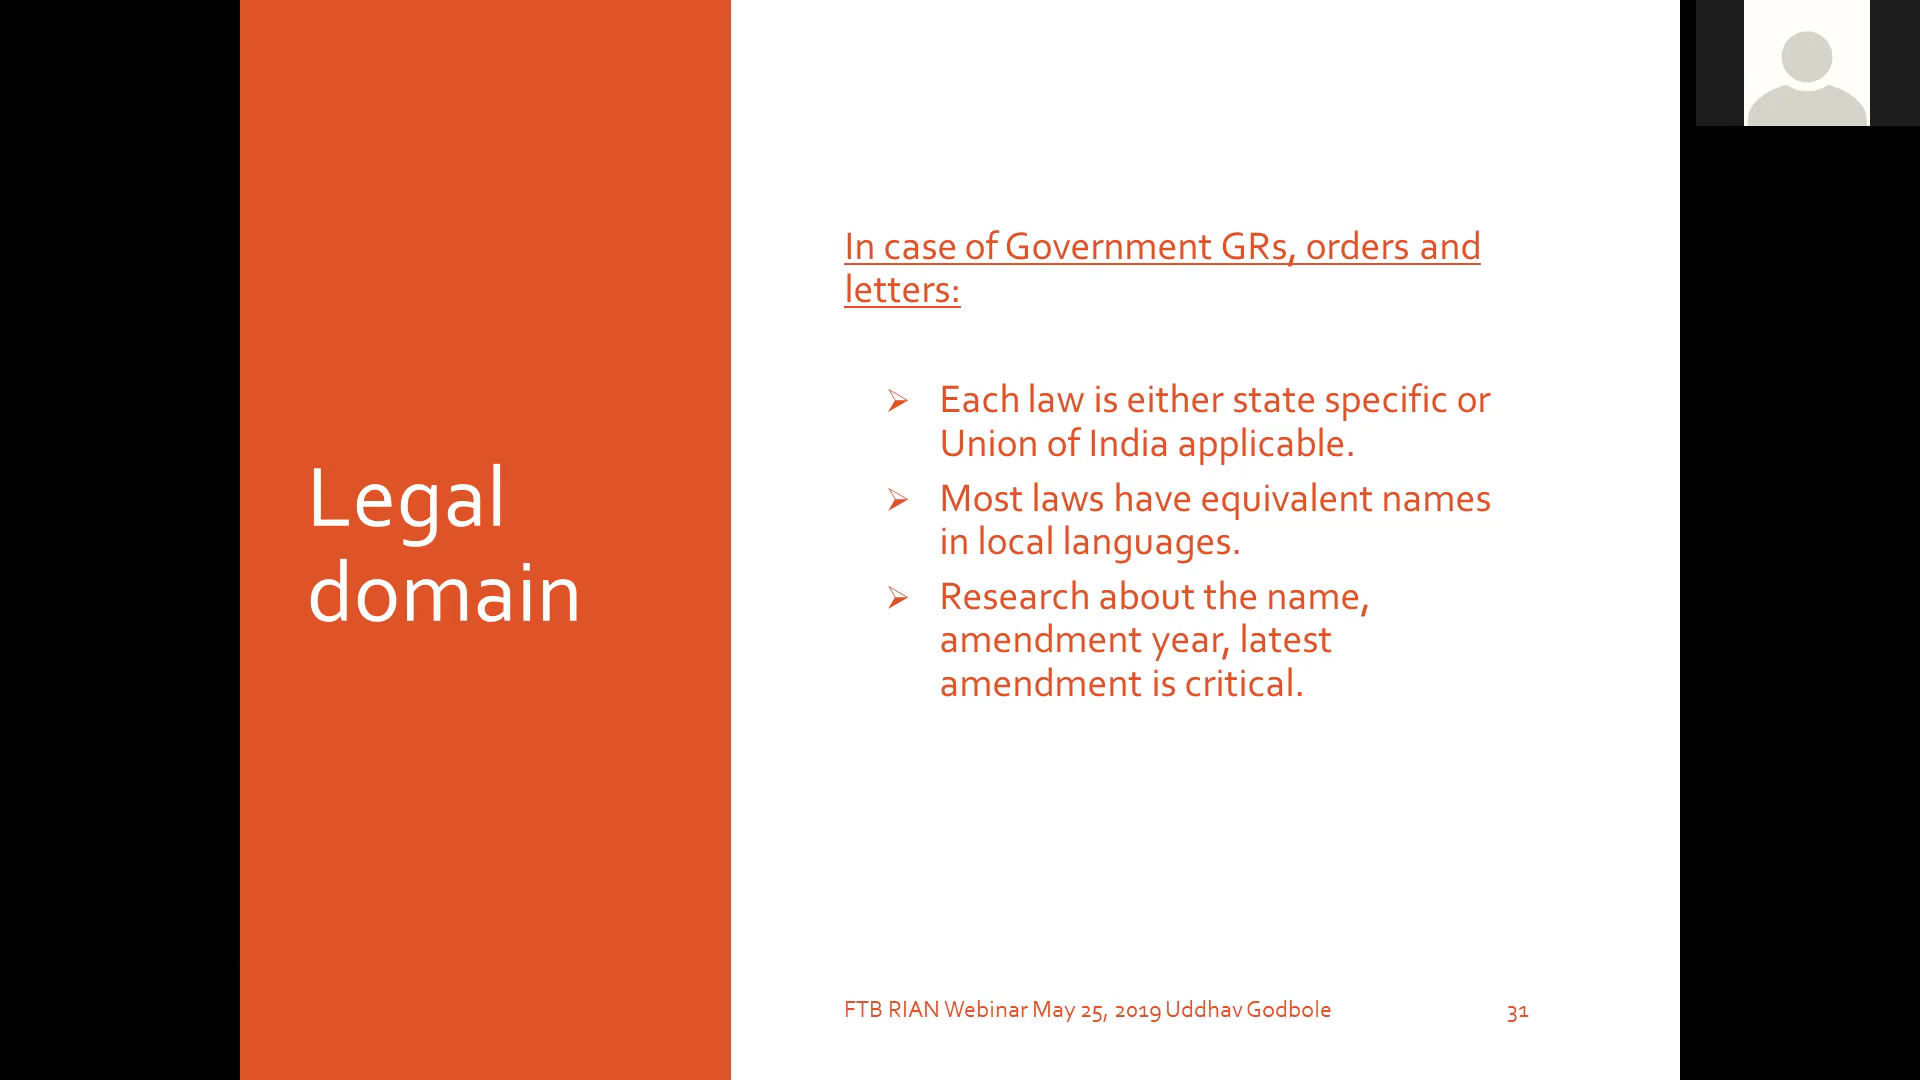 Legal
domain
In case of Government GRs, orders and
letters:
Each law is either state specific or
Union of India applicable.
Most laws have equivalent names
in local languages.
Research about the name,
amendment year, latest
amendment is critical.
FTB RIAN Webinar May 25, 2019 Uddhav Godbole
31